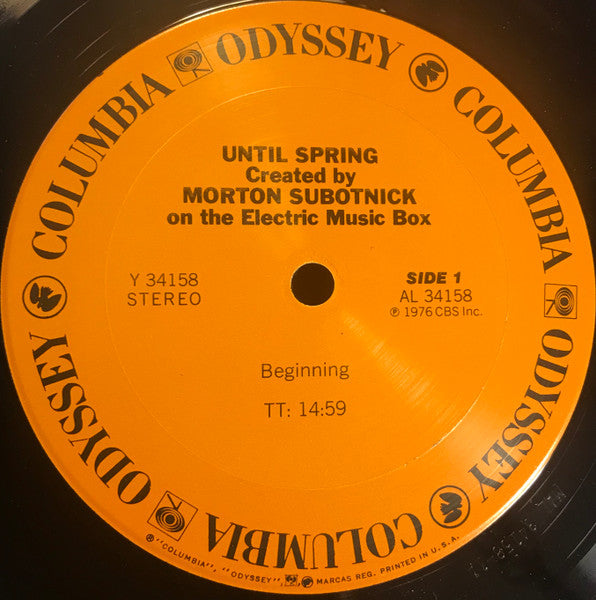 COLUMBIA ODYSSEY COLUMBIA ODYSSEY COLUMBIA ODYSSEY
UNTIL SPRING
Created by
MORTON SUBOTNICK
on the Electric Music Box
Y 34158
STEREO
SIDE 1
AL 34158
℗ 1976 CBS Inc.
Beginning
TT: 14:59
℗ "COLUMBIA", "ODYSSEY", MARCAS REG. PRINTED IN U.S.A.